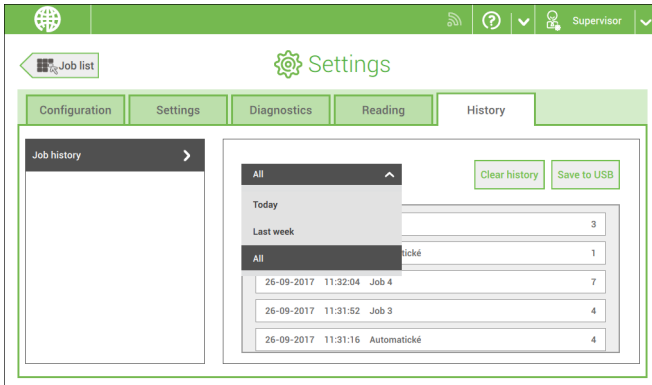 Supervisor
Job list
Settings
Configuration
Settings
Diagnostics
Reading
History
Job history
All
Clear history
Save to USB
Today
Last week
All
3
tické 1
26-09-2017 11:32:04 Job 4 7
26-09-2017 11:31:52 Job 3 4
26-09-2017 11:31:16 Automatické 4